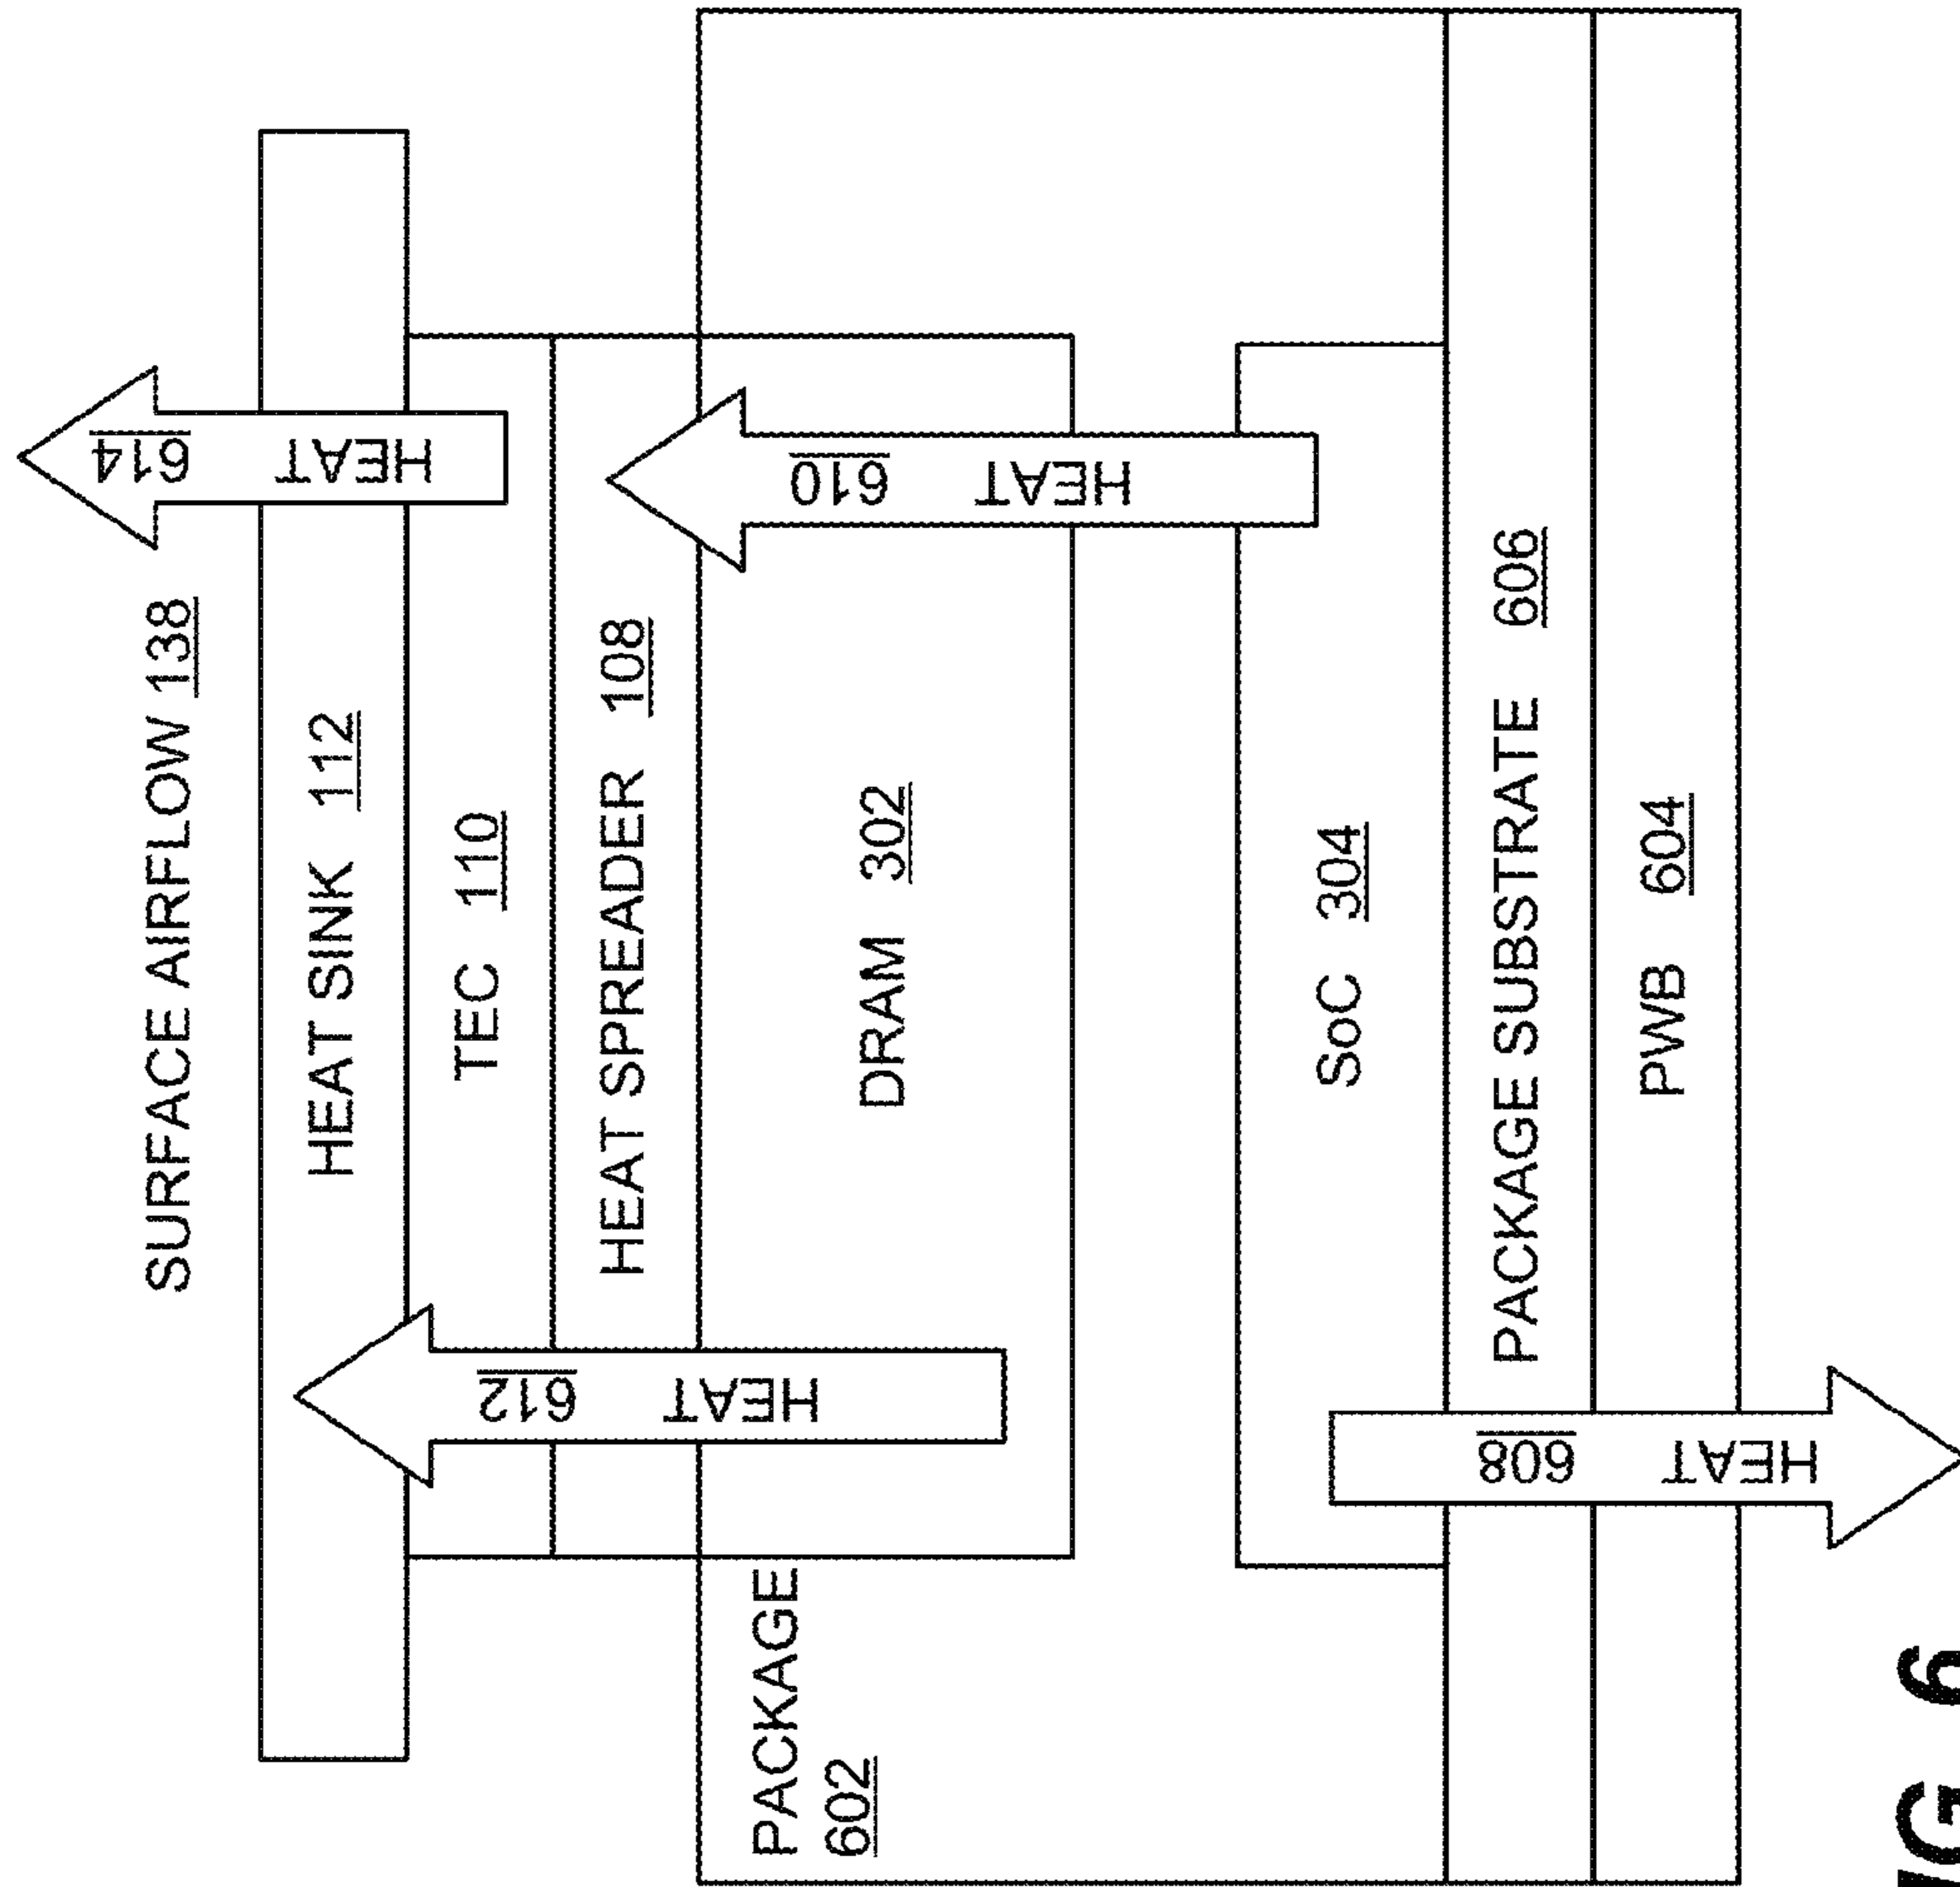 SURFACE AIRFLOW 138
HEAT 614
HEAT SINK 112
TEC 110
HEAT 612
HEAT SPREADER 108
PACKAGE
602
DRAM 302
HEAT 610
SoC 304
PACKAGE SUBSTRATE 606
HEAT 608
PWB 604
IG 6